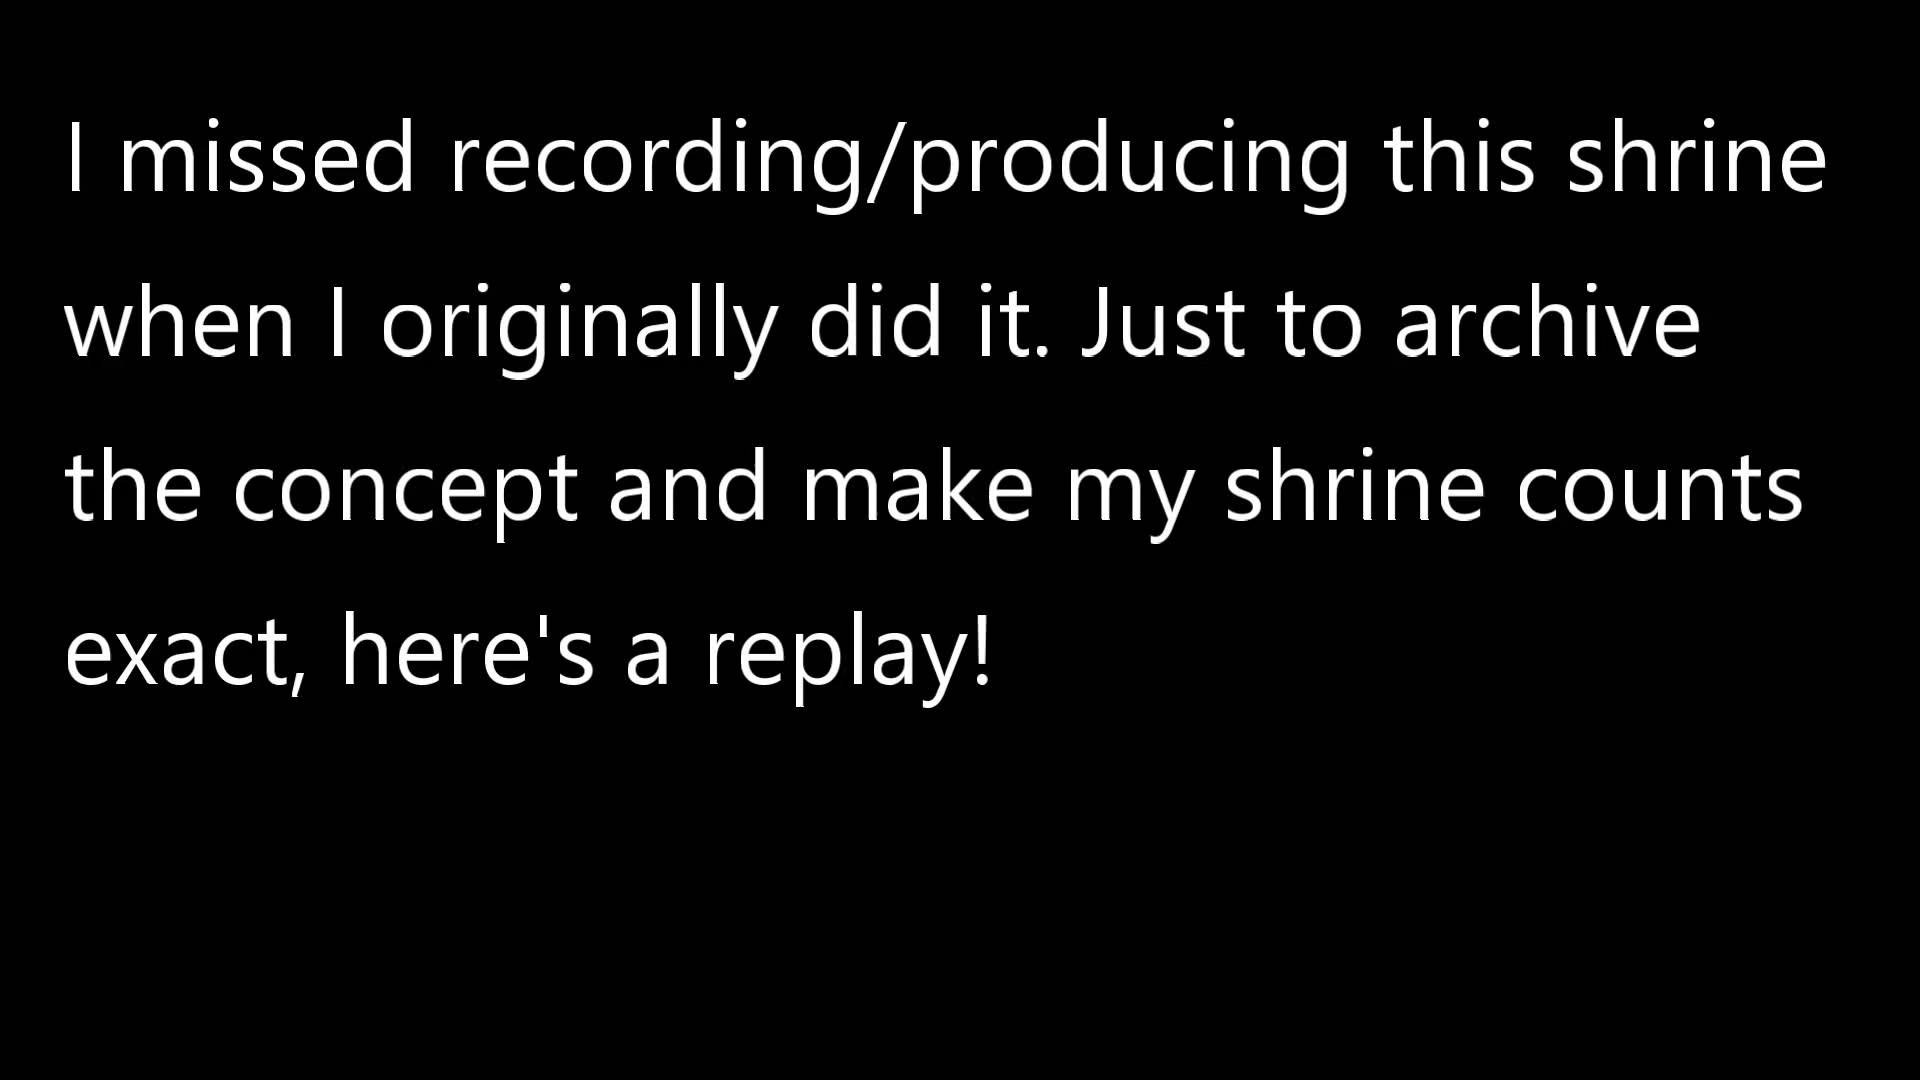 I missed recording/producing this shrine
when I originally did it. Just to archive
the concept and make my shrine counts
exact, here's a replay!